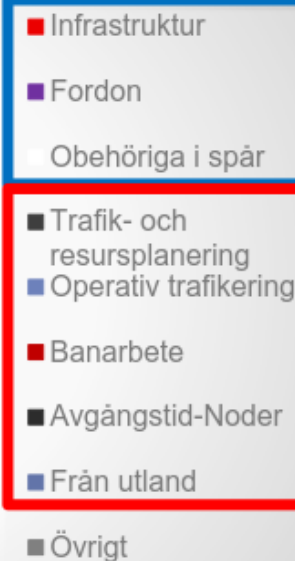 Infrastruktur
Fordon
Obehöriga i spår
Trafik- och
resursplanering
Operativ trafikering
Banarbete
Avgångstid-Noder
Från utland
Övrigt